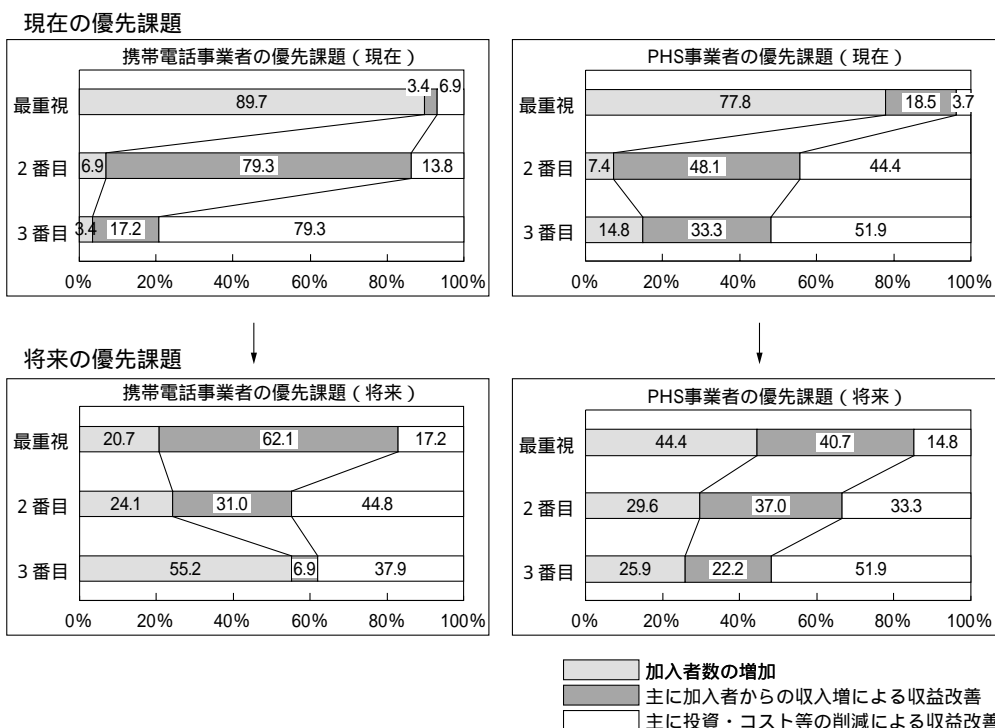 現在の優先課題
携帯電話事業者の優先課題（現在）
最重視 89.7 3.4 6.9
2番目 6.9 79.3 13.8
3番目 3.4 17.2 79.3
0% 20% 40% 60% 80% 100%
PHS事業者の優先課題（現在）
最重視 77.8 18.5 3.7
2番目 7.4 48.1 44.4
3番目 14.8 33.3 51.9
0% 20% 40% 60% 80% 100%
将来の優先課題
携帯電話事業者の優先課題（将来）
最重視 20.7 62.1 17.2
2番目 24.1 31.0 44.8
3番目 55.2 6.9 37.9
0% 20% 40% 60% 80% 100%
PHS事業者の優先課題（将来）
最重視 44.4 40.7 14.8
2番目 29.6 37.0 33.3
3番目 25.9 22.2 51.9
0% 20% 40% 60% 80% 100%
加入者数の増加
主に加入者からの収入増による収益改善
主に投資・コスト等の削減による収益改善